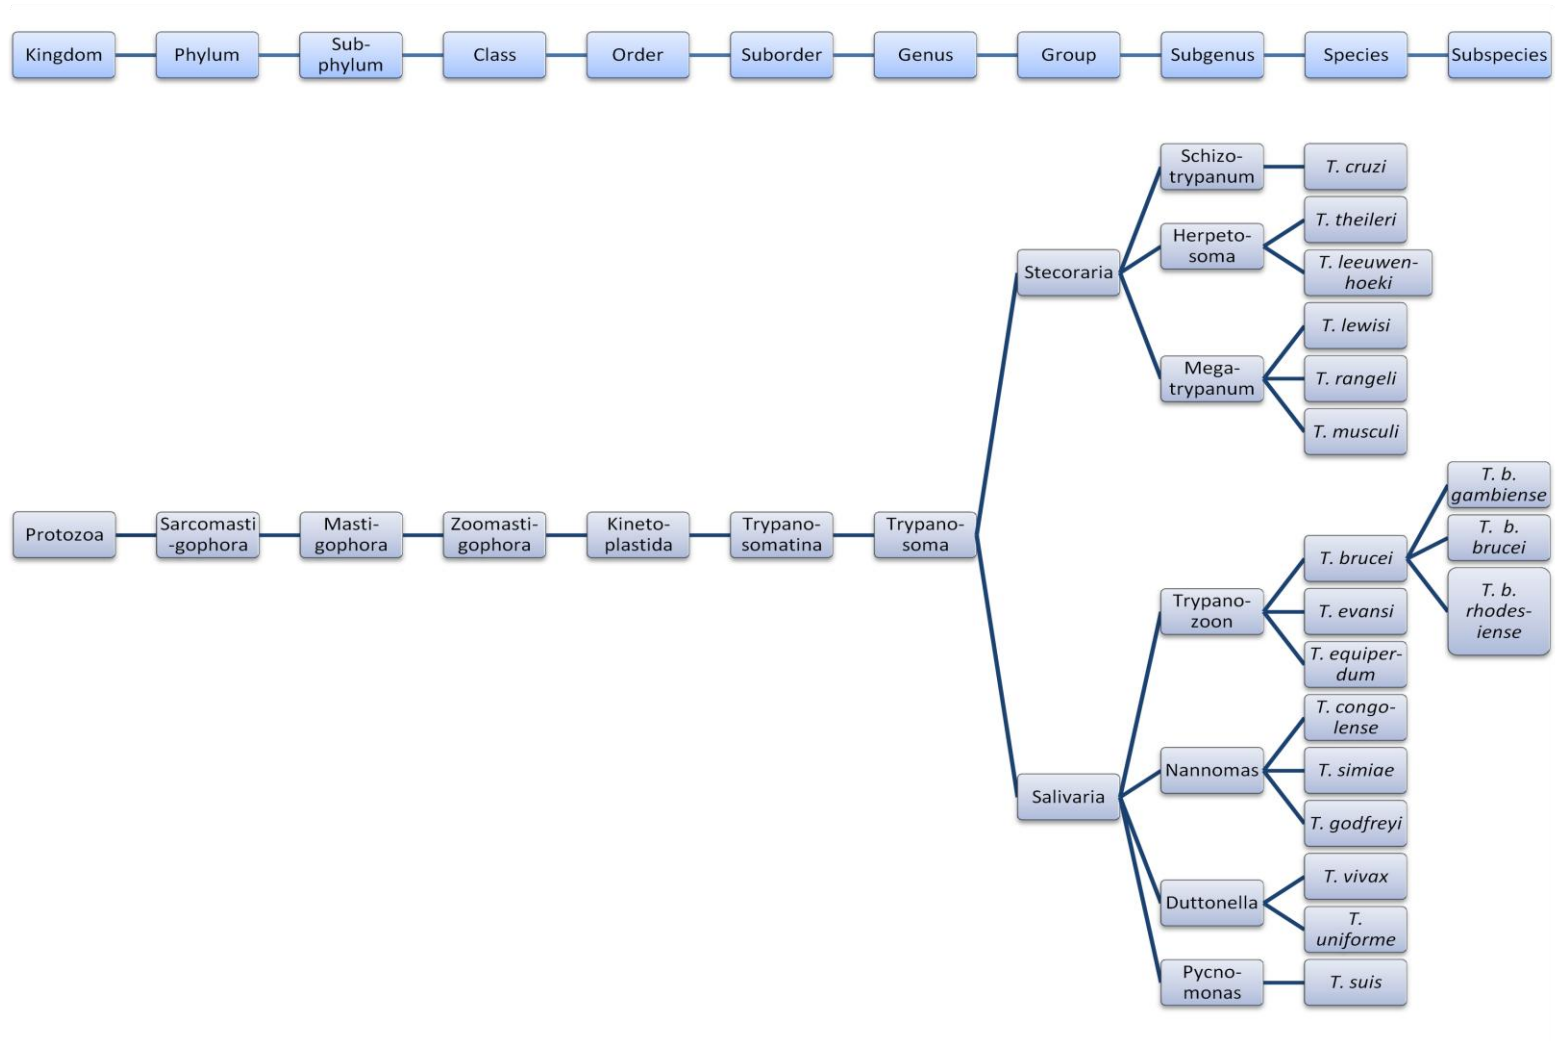 Kingdom
Phylum
Sub-
phylum
Class
Order
Suborder
Genus
Group
Subgenus
Species
Subspecies
Protozoa
Sarcomasti
-gophora
Masti-
gophora
Zoomasti-
gophora
Kineto-
plastida
Trypano-
somatina
Trypano-
soma
Stecoraria
Schizo-
trypanum
T. cruzi
Herpeto-
soma
T. theileri
T. leeuwen-
hoeki
Mega-
trypanum
T. lewisi
T. rangeli
T. musculi
Salivaria
Trypano-
zoon
T. brucei
T. b.
gambiense
T. b.
brucei
T. b.
rhodes-
iense
T. evansi
T. equiper-
dum
Nannomas
T. congo-
lense
T. simiae
T. godfreyi
Duttonella
T. vivax
T.
uniforme
Pycno-
monas
T. suis